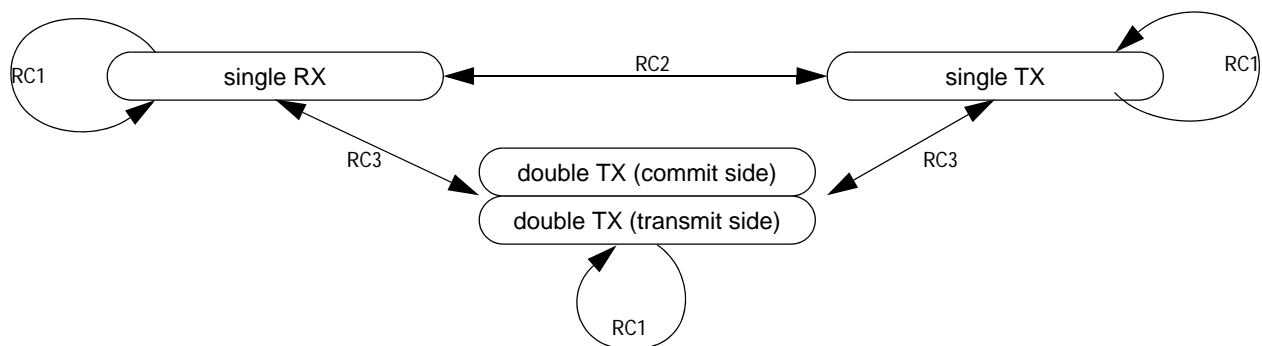 RC1
single RX
RC2
single TX
RC1
RC3
RC3
double TX (commit side)
double TX (transmit side)
RC1